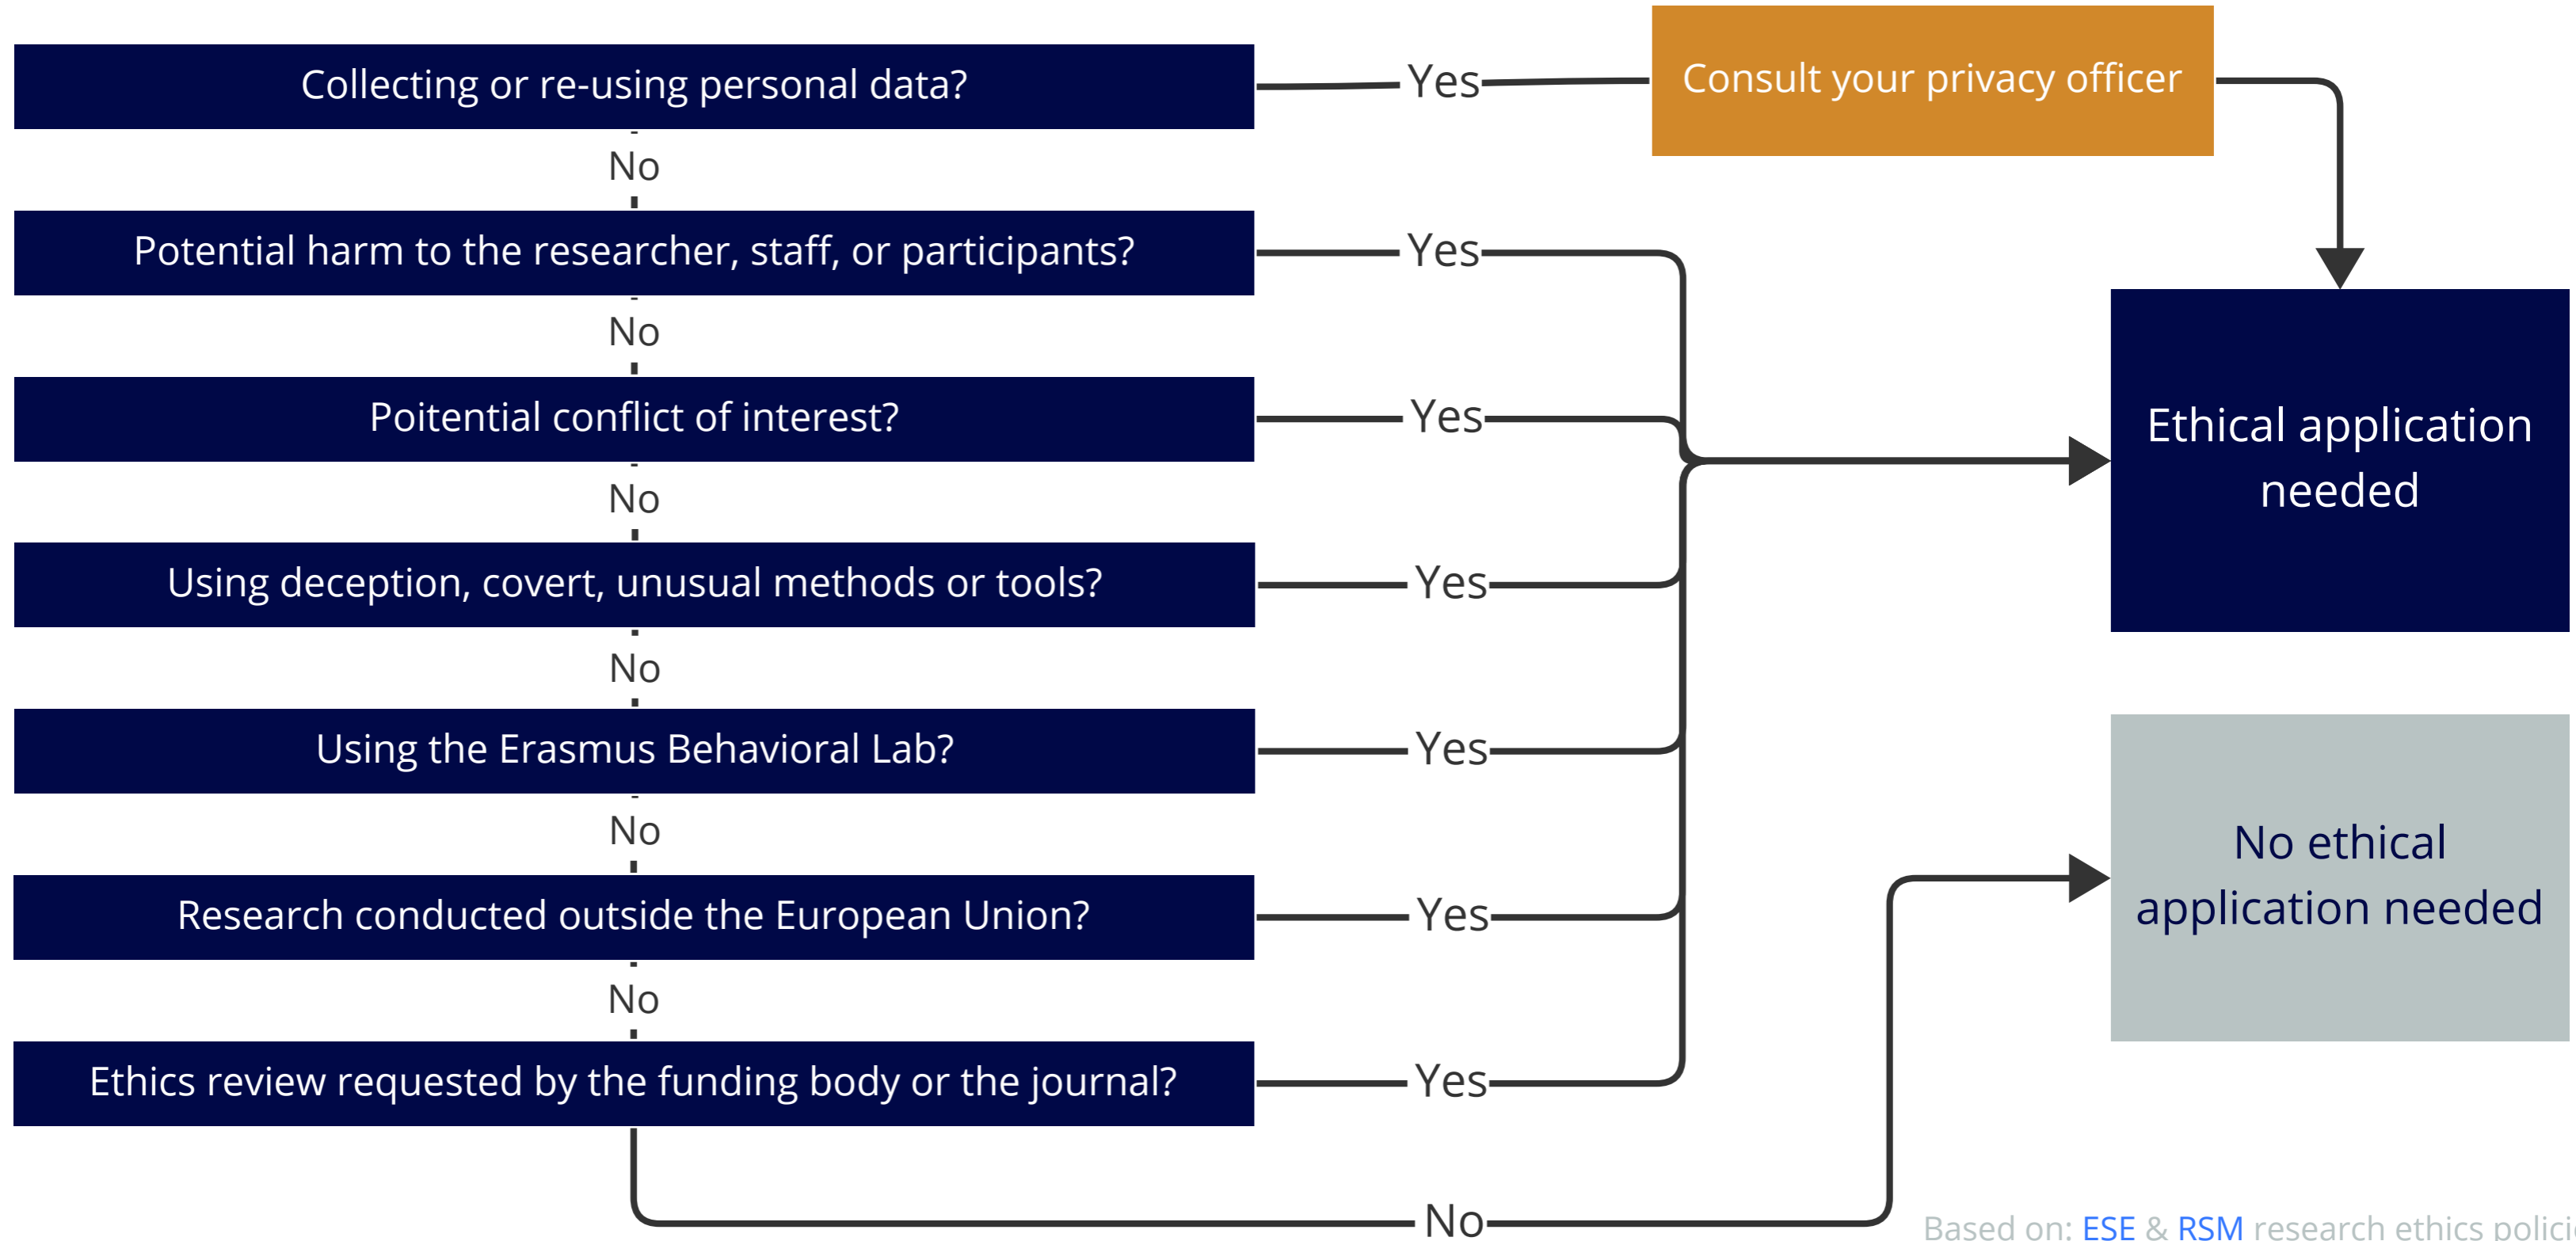 Collecting or re-using personal data?
Yes
Consult your privacy officer
No
Potential harm to the researcher, staff, or participants?
Yes
No
Poitential conflict of interest?
Yes
Ethical application
needed
No
Using deception, covert, unusual methods or tools?
Yes
No
Using the Erasmus Behavioral Lab?
Yes
No ethical
application needed
No
Research conducted outside the European Union?
Yes
No
Ethics review requested by the funding body or the journal?
Yes
No
Based on: ESE & RSM research ethics